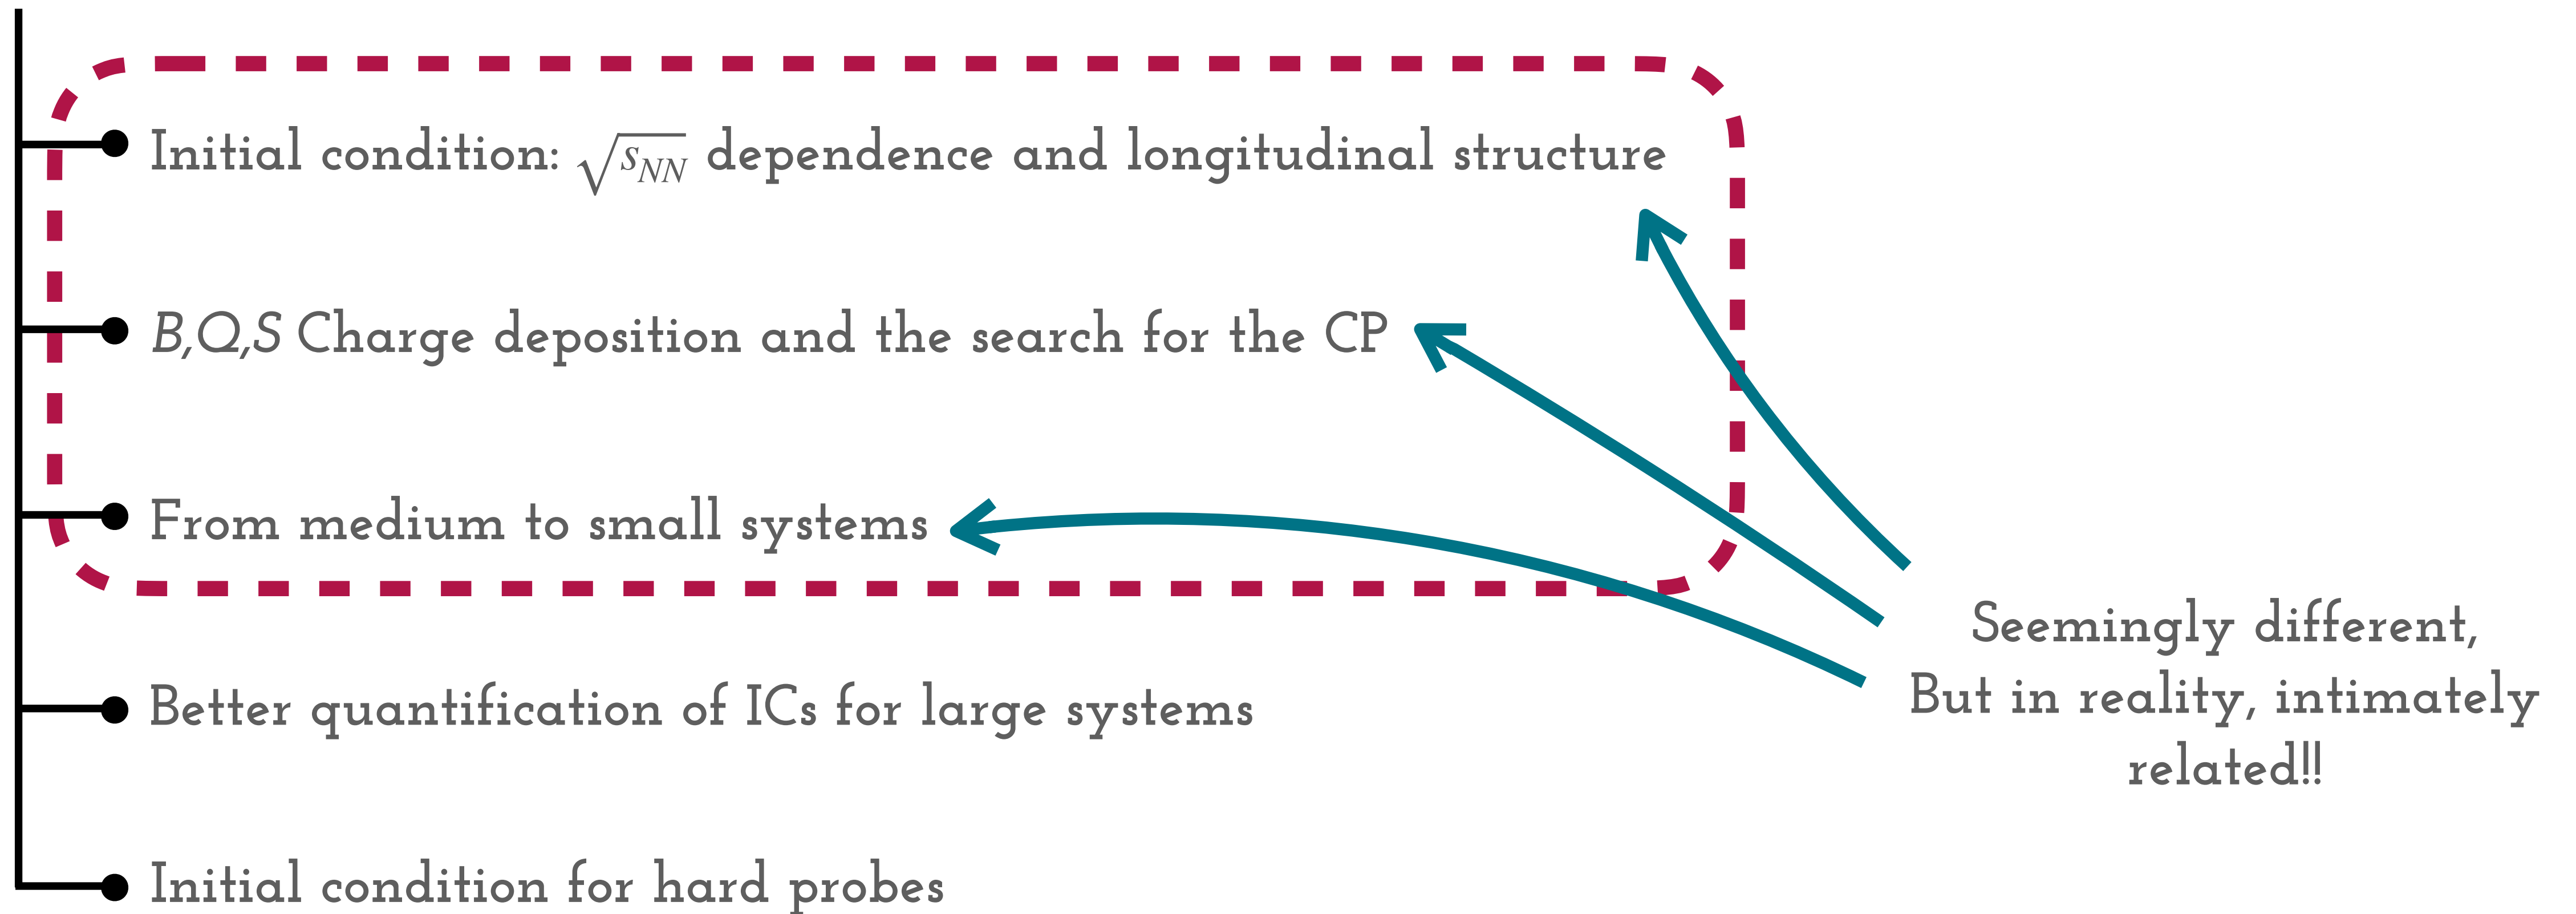 Initial condition: √s_NN dependence and longitudinal structure
B,Q,S Charge deposition and the search for the CP
From medium to small systems
Better quantification of ICs for large systems
Initial condition for hard probes
Seemingly different,
But in reality, intimately
related!!